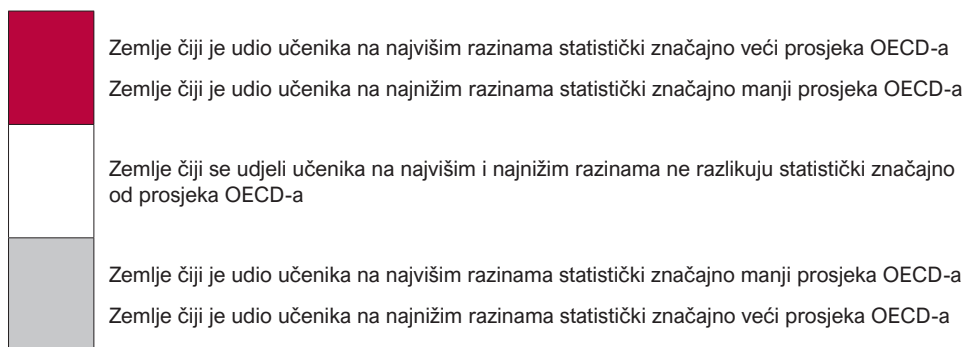 Zemlje čiji je udio učenika na najvišim razinama statistički značajno veći prosjeka OECD-a
Zemlje čiji je udio učenika na najnižim razinama statistički značajno manji prosjeka OECD-a
Zemlje čiji se udjeli učenika na najvišim i najnižim razinama ne razlikuju statistički značajno
od prosjeka OECD-a
Zemlje čiji je udio učenika na najvišim razinama statistički značajno manji prosjeka OECD-a
Zemlje čiji je udio učenika na najnižim razinama statistički značajno veći prosjeka OECD-a